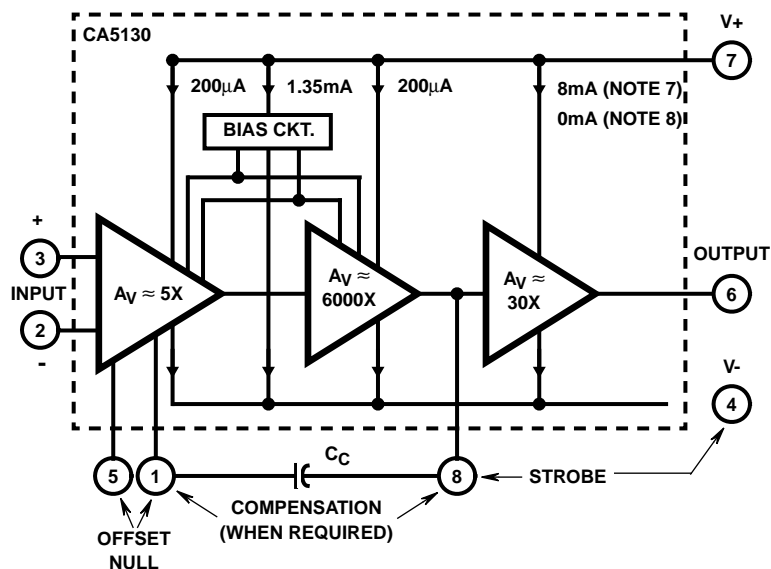 CA5130
V+
7
200µA
1.35mA
200µA
8mA (NOTE 7)
0mA (NOTE 8)
BIAS CKT.
+
3
INPUT
2
-
AV ≈ 5X
AV ≈
6000X
AV ≈
30X
OUTPUT
6
V-
4
5
1
CC
8
STROBE
COMPENSATION
(WHEN REQUIRED)
OFFSET
NULL